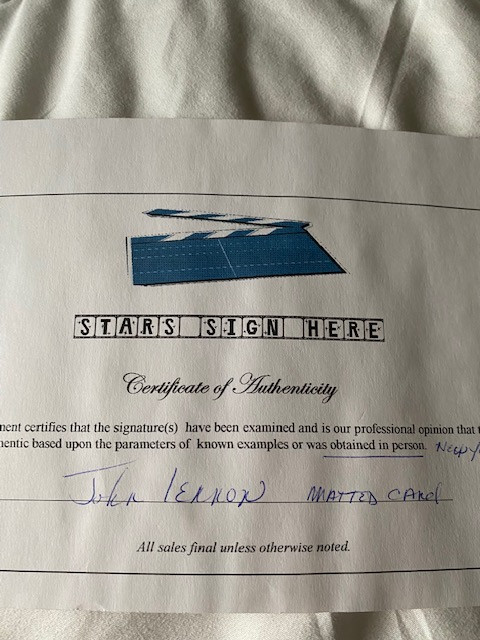 STARS SIGN HERE
Certificate of Authenticity
certifies that the signature(s) have been examined and is our professional opinion that
based upon the parameters of known examples or was obtained in person.
John Lennon MATTED CARD
All sales final unless otherwise noted.